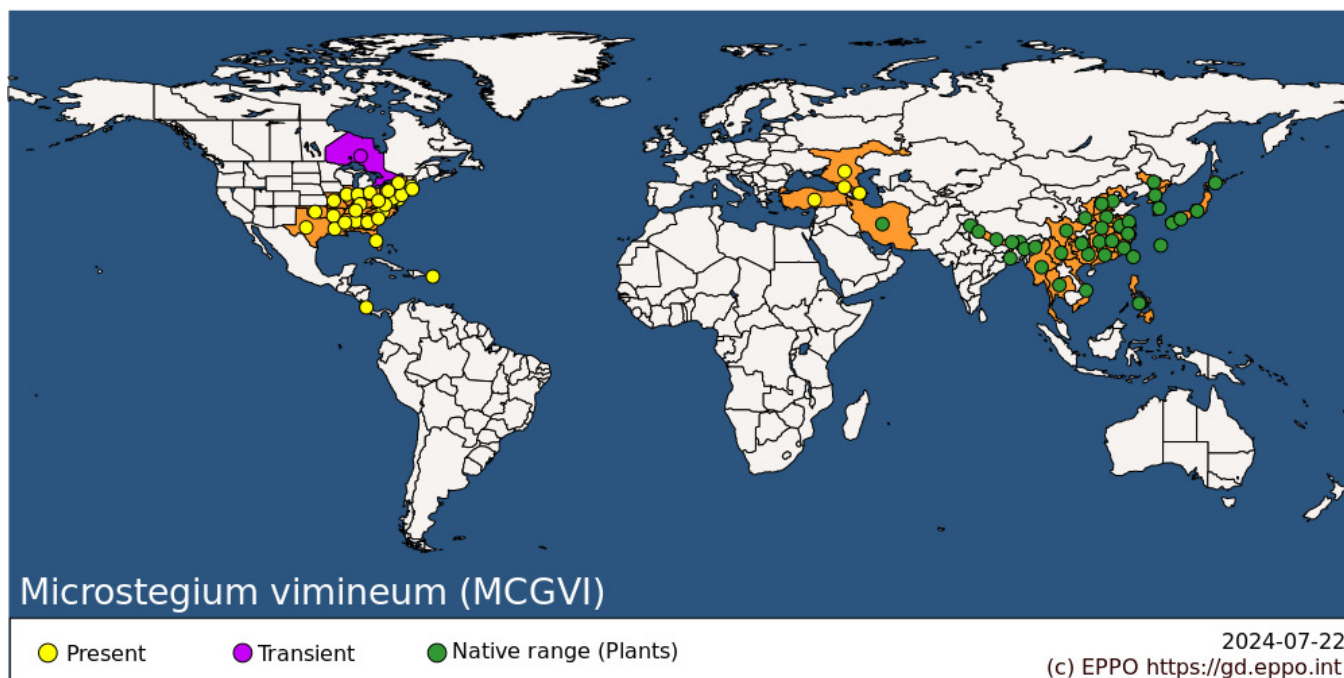 Microstegium vimineum (MCGVI)
Present
Transient
Native range (Plants)
2024-07-22
(c) EPPO https://gd.eppo.int